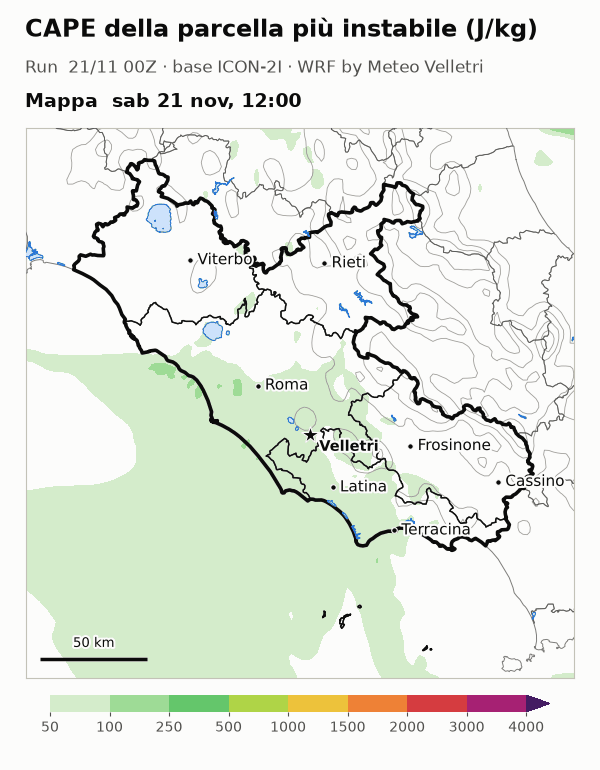 CAPE della parcella più instabile (J/kg)
Run  21/11 00Z · base ICON-2I · WRF by Meteo Velletri
Mappa  sab 21 nov, 12:00
Viterbo
Rieti
Roma
Velletri
Frosinone
Latina
Cassino
Terracina
50 km
50 100 250 500 1000 1500 2000 3000 4000